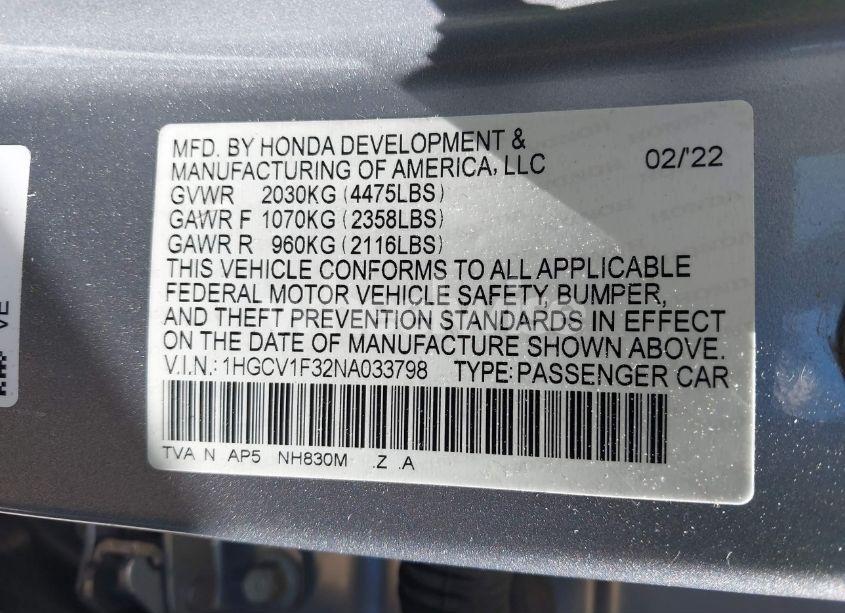 MFD. BY HONDA DEVELOPMENT &
MANUFACTURING OF AMERICA, LLC 02/'22
GVWR 2030KG (4475LBS)
GAWR F 1070KG (2358LBS)
GAWR R 960KG (2116LBS)
THIS VEHICLE CONFORMS TO ALL APPLICABLE
FEDERAL MOTOR VEHICLE SAFETY, BUMPER,
AND THEFT PREVENTION STANDARDS IN EFFECT
ON THE DATE OF MANUFACTURE SHOWN ABOVE.
V.I.N.: 1HGCV1F32NA033798 TYPE: PASSENGER CAR
TVA N AP5 NH830M .Z .A
VE